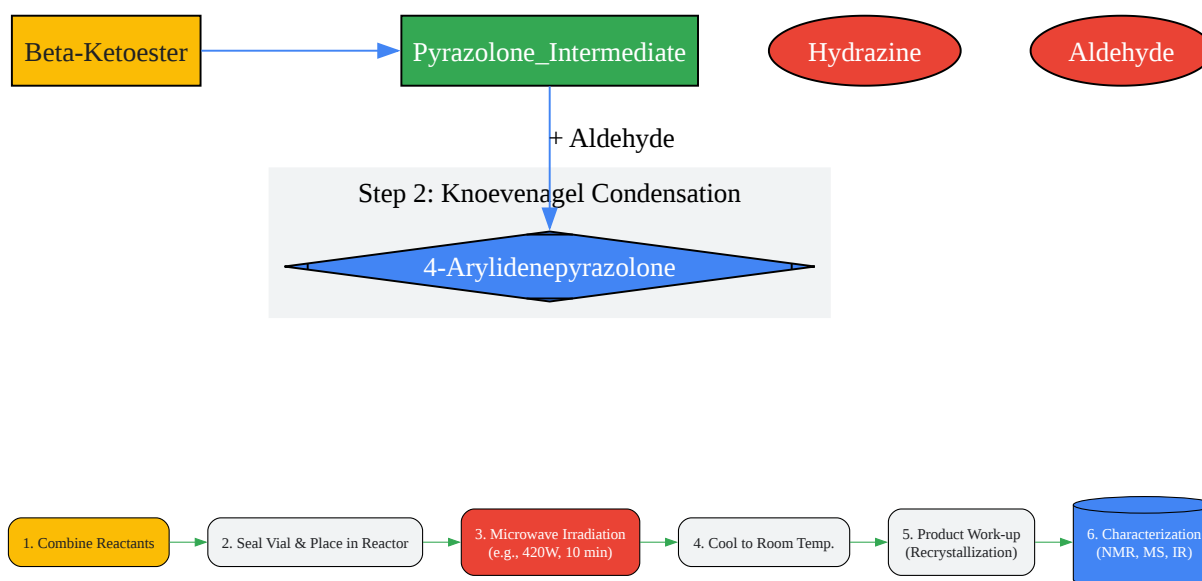 Beta-Ketoester
Pyrazolone_Intermediate
Hydrazine
Aldehyde
+ Aldehyde
Step 2: Knoevenagel Condensation
4-Arylidenepyrazolone
1. Combine Reactants
2. Seal Vial & Place in Reactor
3. Microwave Irradiation
(e.g., 420W, 10 min)
4. Cool to Room Temp.
5. Product Work-up
(Recrystallization)
6. Characterization
(NMR, MS, IR)